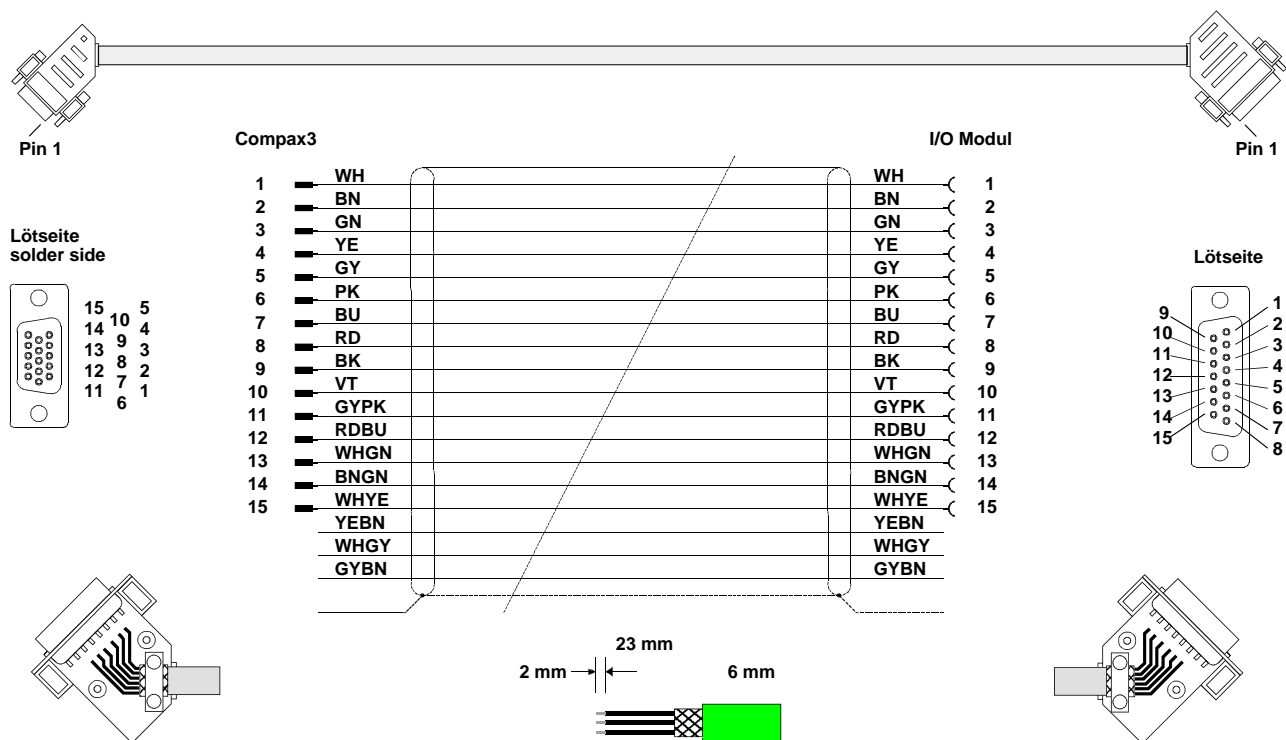 Pin 1
Pin 1
Compax3
I/O Modul
1 WH WH 1
2 BN BN 2
3 GN GN 3
4 YE YE 4
5 GY GY 5
6 PK PK 6
7 BU BU 7
8 RD RD 8
9 BK BK 9
10 VT VT 10
11 GYPK GYPK 11
12 RDBU RDBU 12
13 WHGN WHGN 13
14 BNGN BNGN 14
15 WHYE WHYE 15
YEBN YEBN
WHGY WHGY
GYBN GYBN
Lötseite
solder side
15 5
10
14 4
9
13 3
8
12 2
7
11 1
6
Lötseite
1
9
2
10
3
11
4
12
5
13
6
14
7
15
8
23 mm
2 mm 6 mm